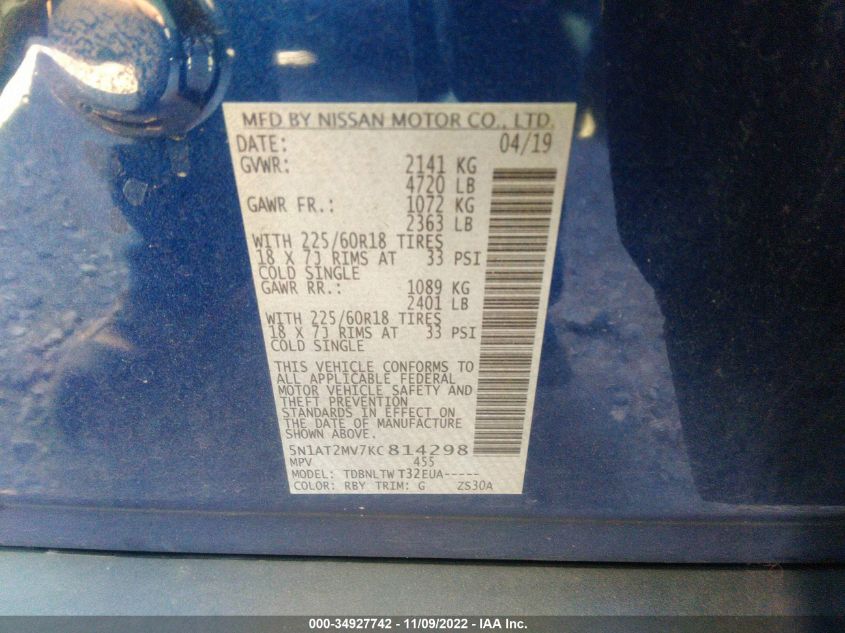 MFD BY NISSAN MOTOR CO., LTD.
DATE: 04/19
GVWR: 2141 KG
4720 LB
GAWR FR.: 1072 KG
2363 LB
WITH 225/60R18 TIRES
18 X 7J RIMS AT 33 PSI
COLD SINGLE
GAWR RR.: 1089 KG
2401 LB
WITH 225/60R18 TIRES
18 X 7J RIMS AT 33 PSI
COLD SINGLE
THIS VEHICLE CONFORMS TO
ALL APPLICABLE FEDERAL
MOTOR VEHICLE SAFETY AND
THEFT PREVENTION
STANDARDS IN EFFECT ON
THE DATE OF MANUFACTURE
SHOWN ABOVE.
5N1AT2MV7KC814298
MPV 455
MODEL: TDBNLTW T32EUA-----
COLOR: RBY TRIM: G ZS30A
000-34927742 - 11/09/2022 - IAA Inc.